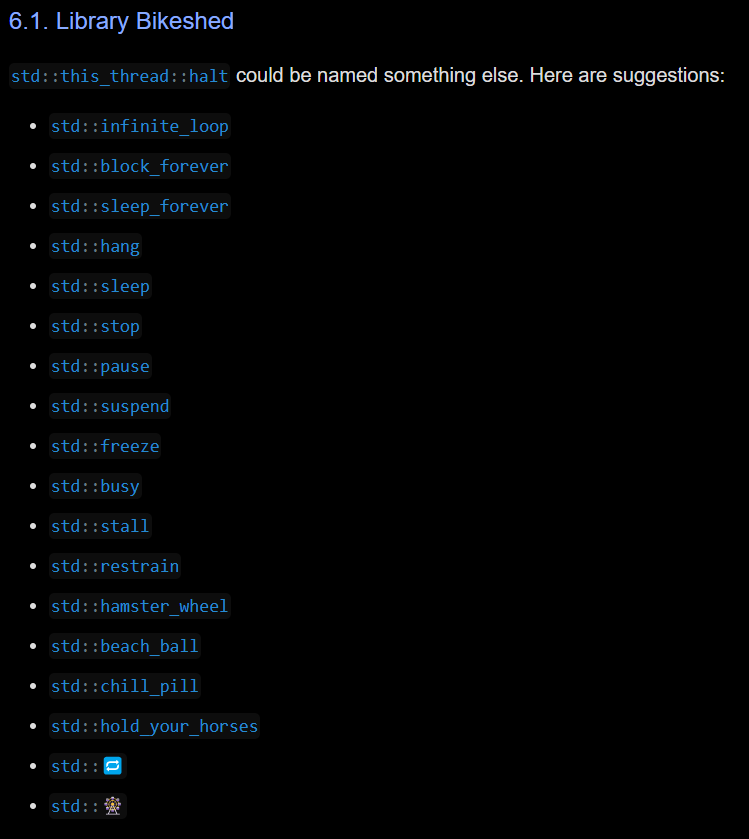 6.1. Library Bikeshed
std::this_thread::halt could be named something else. Here are suggestions:
• std::infinite_loop
• std::block_forever
• std::sleep_forever
• std::hang
• std::sleep
• std::stop
• std::pause
• std::suspend
• std::freeze
• std::busy
• std::stall
• std::restrain
• std::hamster_wheel
• std::beach_ball
• std::chill_pill
• std::hold_your_horses
• std::🔁
• std::🎡